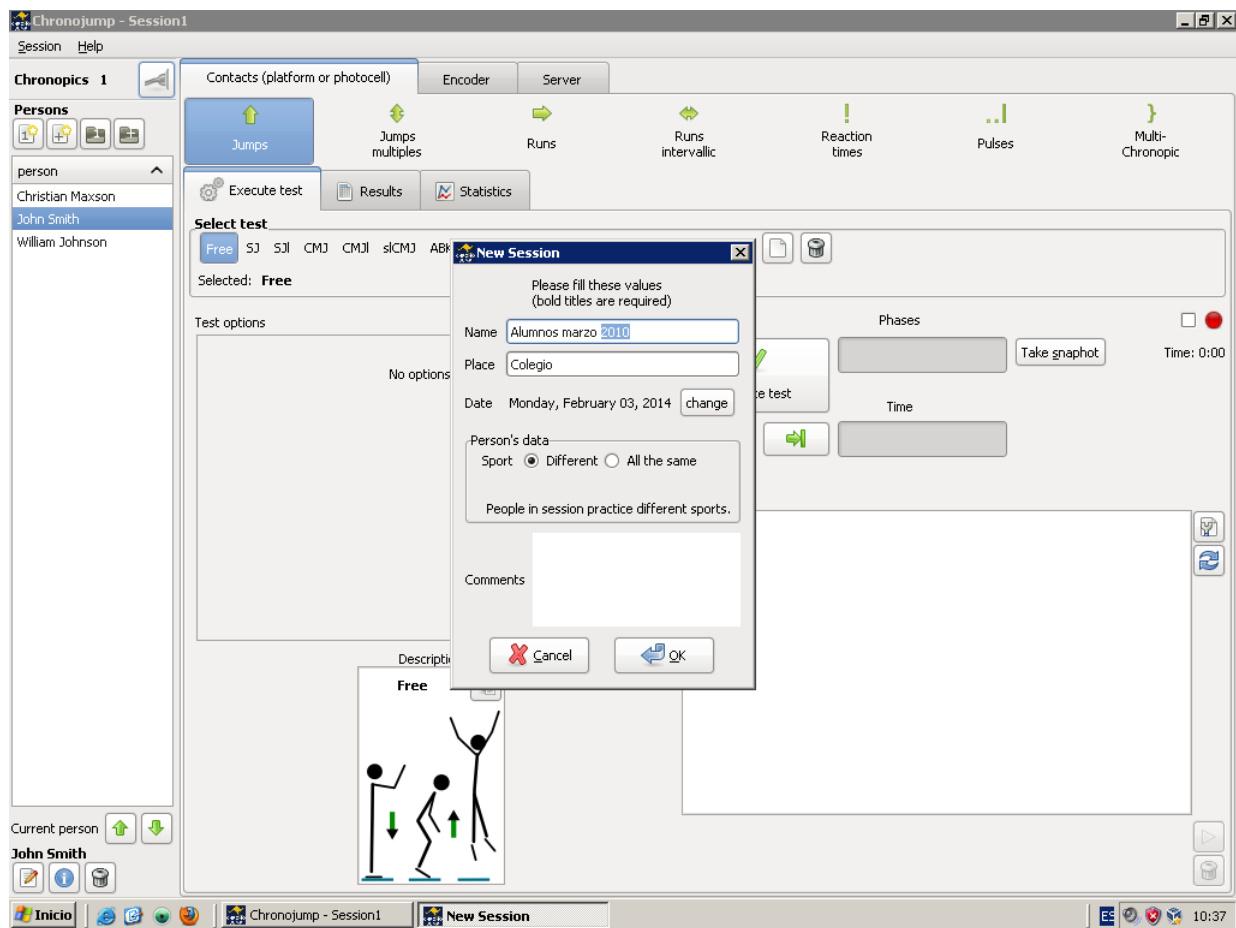 Chronojump - Session1
Session Help
Chronopics 1
Contacts (platform or photocell) Encoder Server
Persons
Jumps
Jumps multiples
Runs
Runs intervallic
Reaction times
Pulses
Multi-Chronopic
person
Christian Maxson
John Smith
William Johnson
Execute test Results Statistics
Select test
Free SJ SJl CMJ CMJl slCMJ
Selected: Free
Test options
No options
New Session
Please fill these values
(bold titles are required)
Name Alumnos marzo 2010
Place Colegio
Date Monday, February 03, 2014 change
Person's data
Sport Different All the same
People in session practice different sports.
Comments
Cancel OK
Phases
Take snaphot Time: 0:00
test
Time
Free
Current person
John Smith
Inicio Chronojump - Session1 New Session ES 10:37